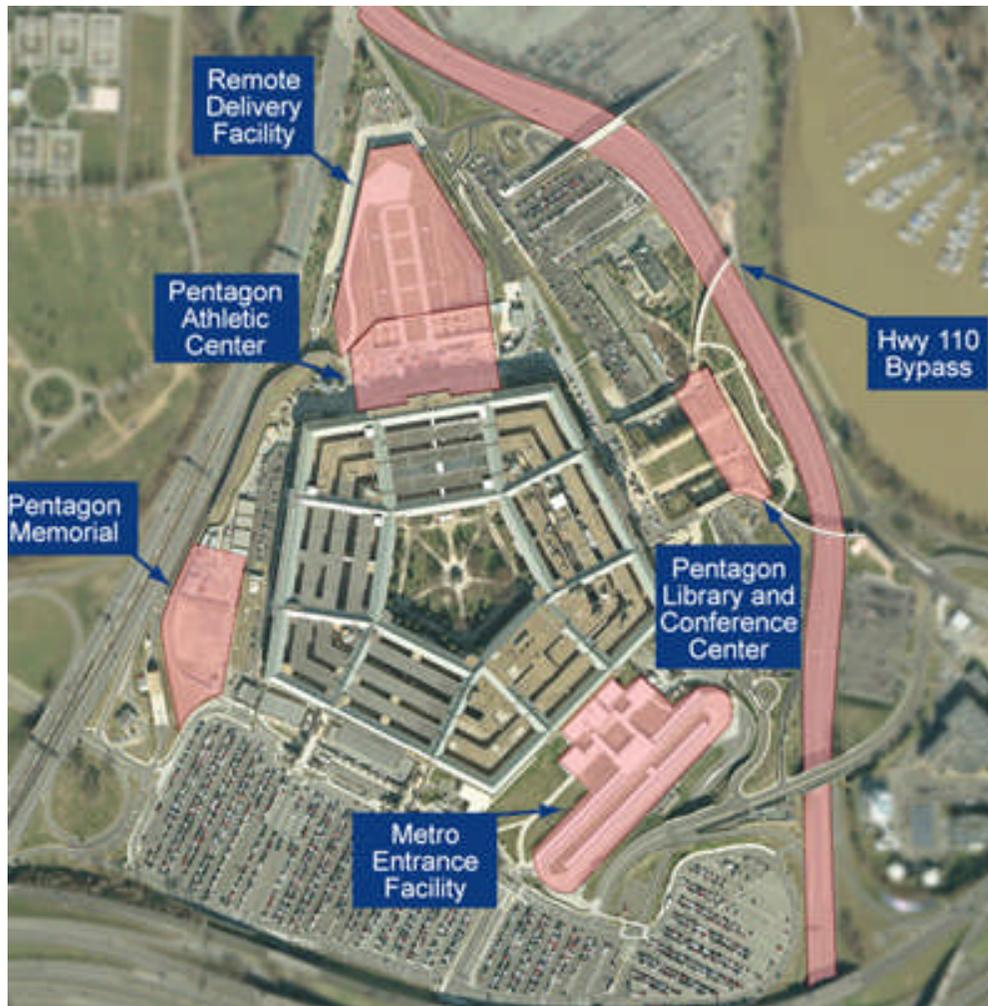 Remote
Delivery
Facility
Pentagon
Athletic
Center
Hwy 110
Bypass
Pentagon
Memorial
Pentagon
Library and
Conference
Center
Metro
Entrance
Facility